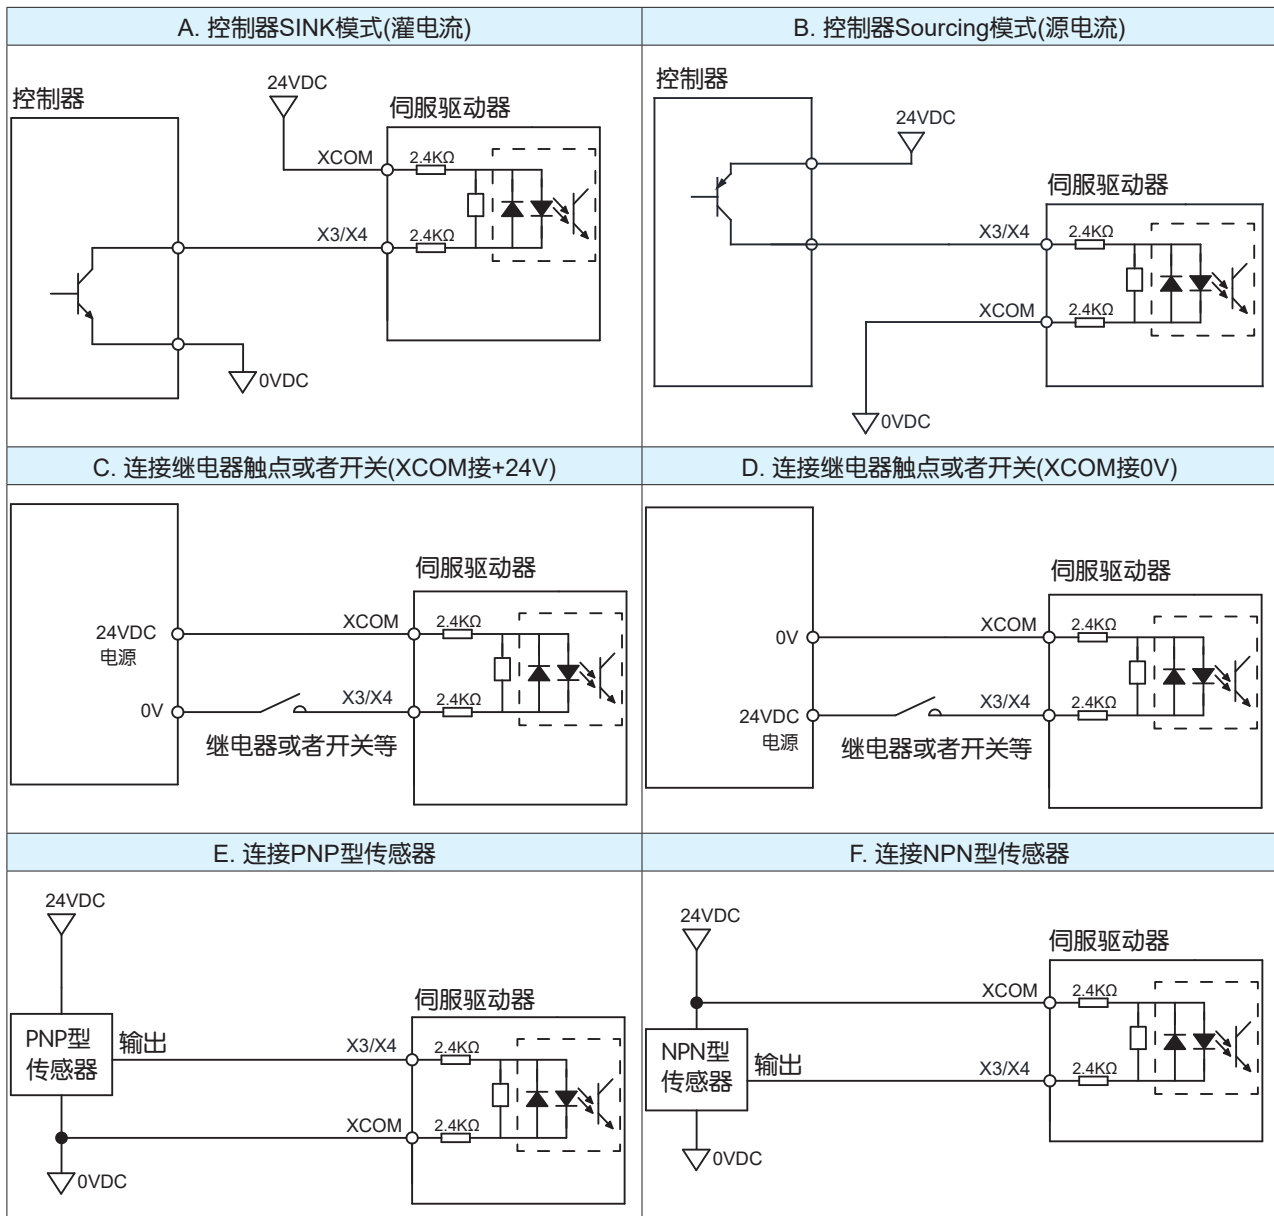 A. 控制器SINK模式(灌电流)
B. 控制器Sourcing模式(源电流)
24VDC
控制器
伺服驱动器
XCOM
2.4KΩ
X3/X4
2.4KΩ
0VDC
控制器
24VDC
伺服驱动器
X3/X4
2.4KΩ
XCOM
2.4KΩ
0VDC
C. 连接继电器触点或者开关(XCOM接+24V)
D. 连接继电器触点或者开关(XCOM接0V)
伺服驱动器
24VDC
电源
XCOM
2.4KΩ
0V
X3/X4
2.4KΩ
继电器或者开关等
伺服驱动器
0V
XCOM
2.4KΩ
24VDC
电源
X3/X4
2.4KΩ
继电器或者开关等
E. 连接PNP型传感器
F. 连接NPN型传感器
24VDC
伺服驱动器
PNP型
传感器
输出
X3/X4
2.4KΩ
XCOM
2.4KΩ
0VDC
24VDC
伺服驱动器
XCOM
2.4KΩ
NPN型
传感器
输出
X3/X4
2.4KΩ
0VDC